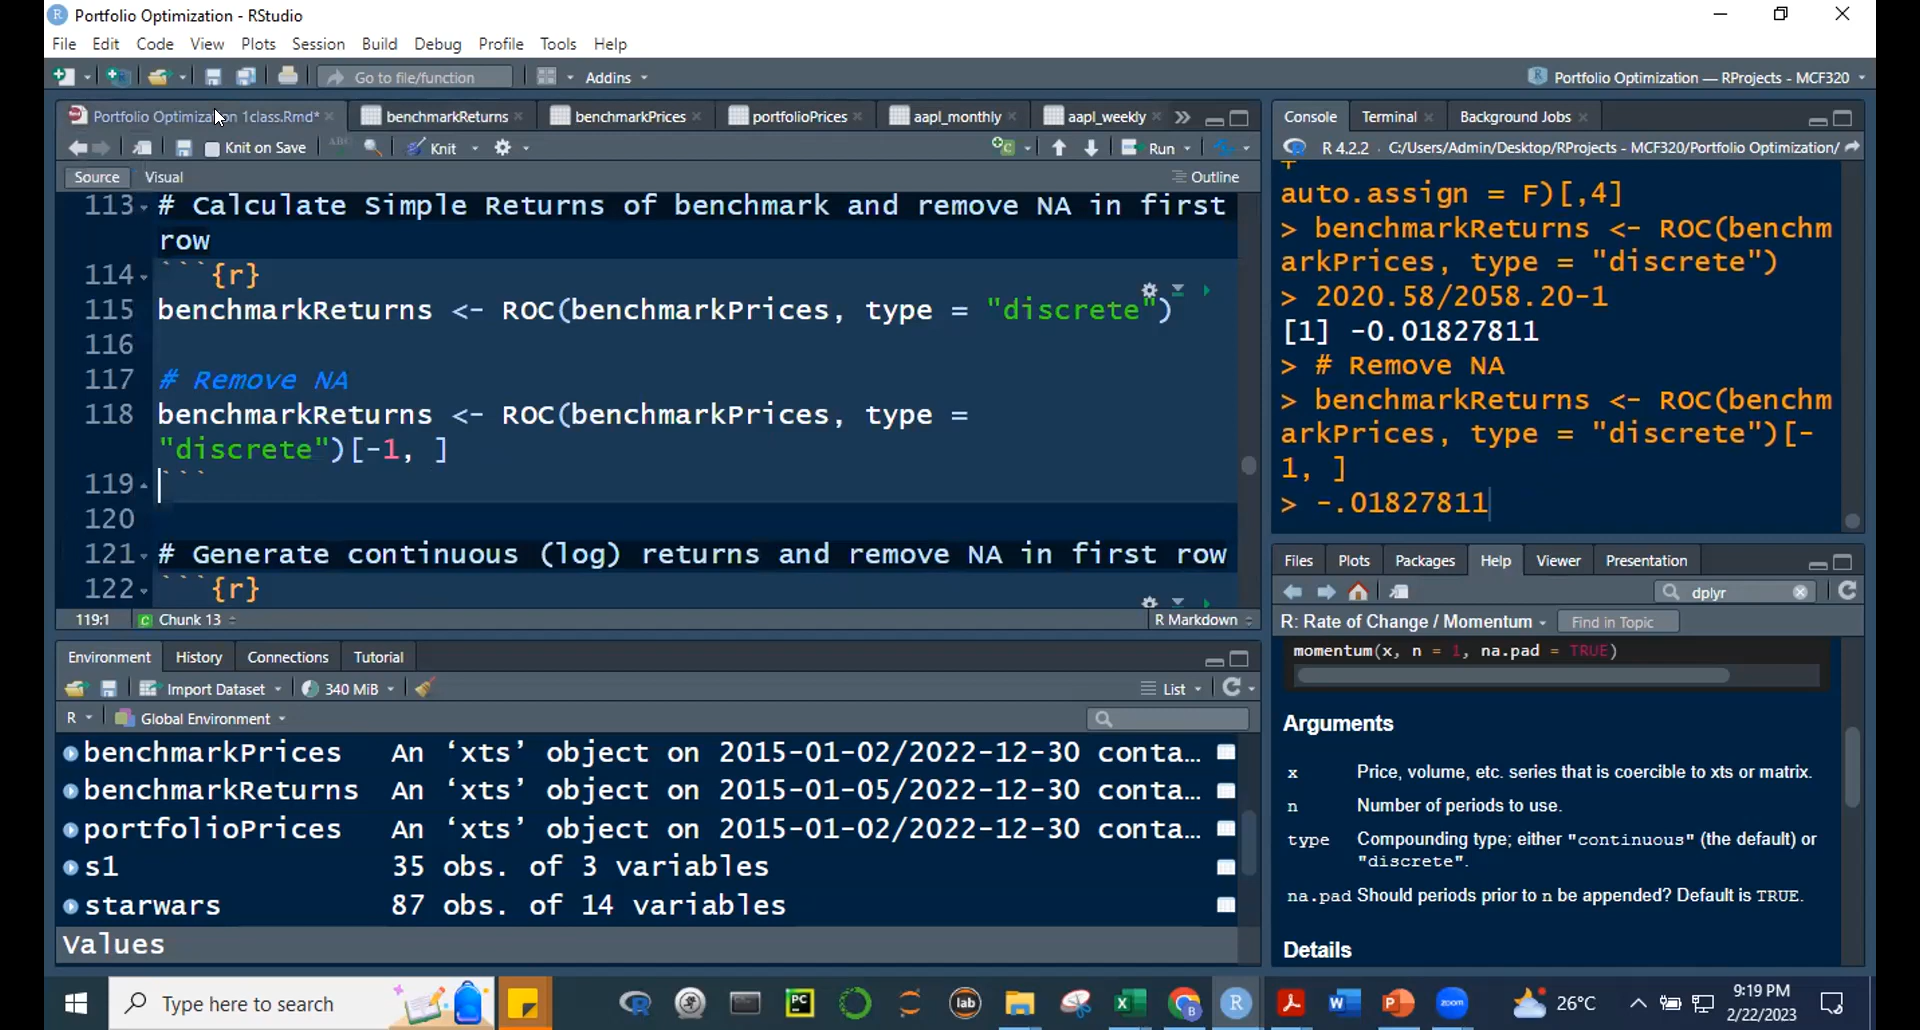 Portfolio Optimization - RStudio
File Edit Code View Plots Session Build Debug Profile Tools Help
Go to file/function Addins Portfolio Optimization — RProjects - MCF320
Portfolio Optimization 1class.Rmd* benchmarkReturns benchmarkPrices portfolioPrices aapl_monthly aapl_weekly
Knit on Save ABC Knit Run
Source Visual Outline
113 # Calculate Simple Returns of benchmark and remove NA in first
row
114 ```{r}
115 benchmarkReturns <- ROC(benchmarkPrices, type = "discrete")
116
117 # Remove NA
118 benchmarkReturns <- ROC(benchmarkPrices, type =
"discrete")[-1, ]
119 ```
120
121 # Generate continuous (log) returns and remove NA in first row
122 ```{r}
119:1 Chunk 13 R Markdown
Console Terminal Background Jobs
R 4.2.2 · C:/Users/Admin/Desktop/RProjects - MCF320/Portfolio Optimization/
+
auto.assign = F)[,4]
> benchmarkReturns <- ROC(benchm
arkPrices, type = "discrete")
> 2020.58/2058.20-1
[1] -0.01827811
> # Remove NA
> benchmarkReturns <- ROC(benchm
arkPrices, type = "discrete")[-
1, ]
> -.01827811
Environment History Connections Tutorial
Import Dataset 340 MiB List
R Global Environment
benchmarkPrices An ‘xts’ object on 2015-01-02/2022-12-30 conta…
benchmarkReturns An ‘xts’ object on 2015-01-05/2022-12-30 conta…
portfolioPrices An ‘xts’ object on 2015-01-02/2022-12-30 conta…
s1 35 obs. of 3 variables
starwars 87 obs. of 14 variables
Values
Files Plots Packages Help Viewer Presentation
dplyr
R: Rate of Change / Momentum Find in Topic
momentum(x, n = 1, na.pad = TRUE)
Arguments
x Price, volume, etc. series that is coercible to xts or matrix.
n Number of periods to use.
type Compounding type; either "continuous" (the default) or
"discrete".
na.pad Should periods prior to n be appended? Default is TRUE.
Details
Type here to search PC lab zoom 26°C 9:19 PM
2/22/2023